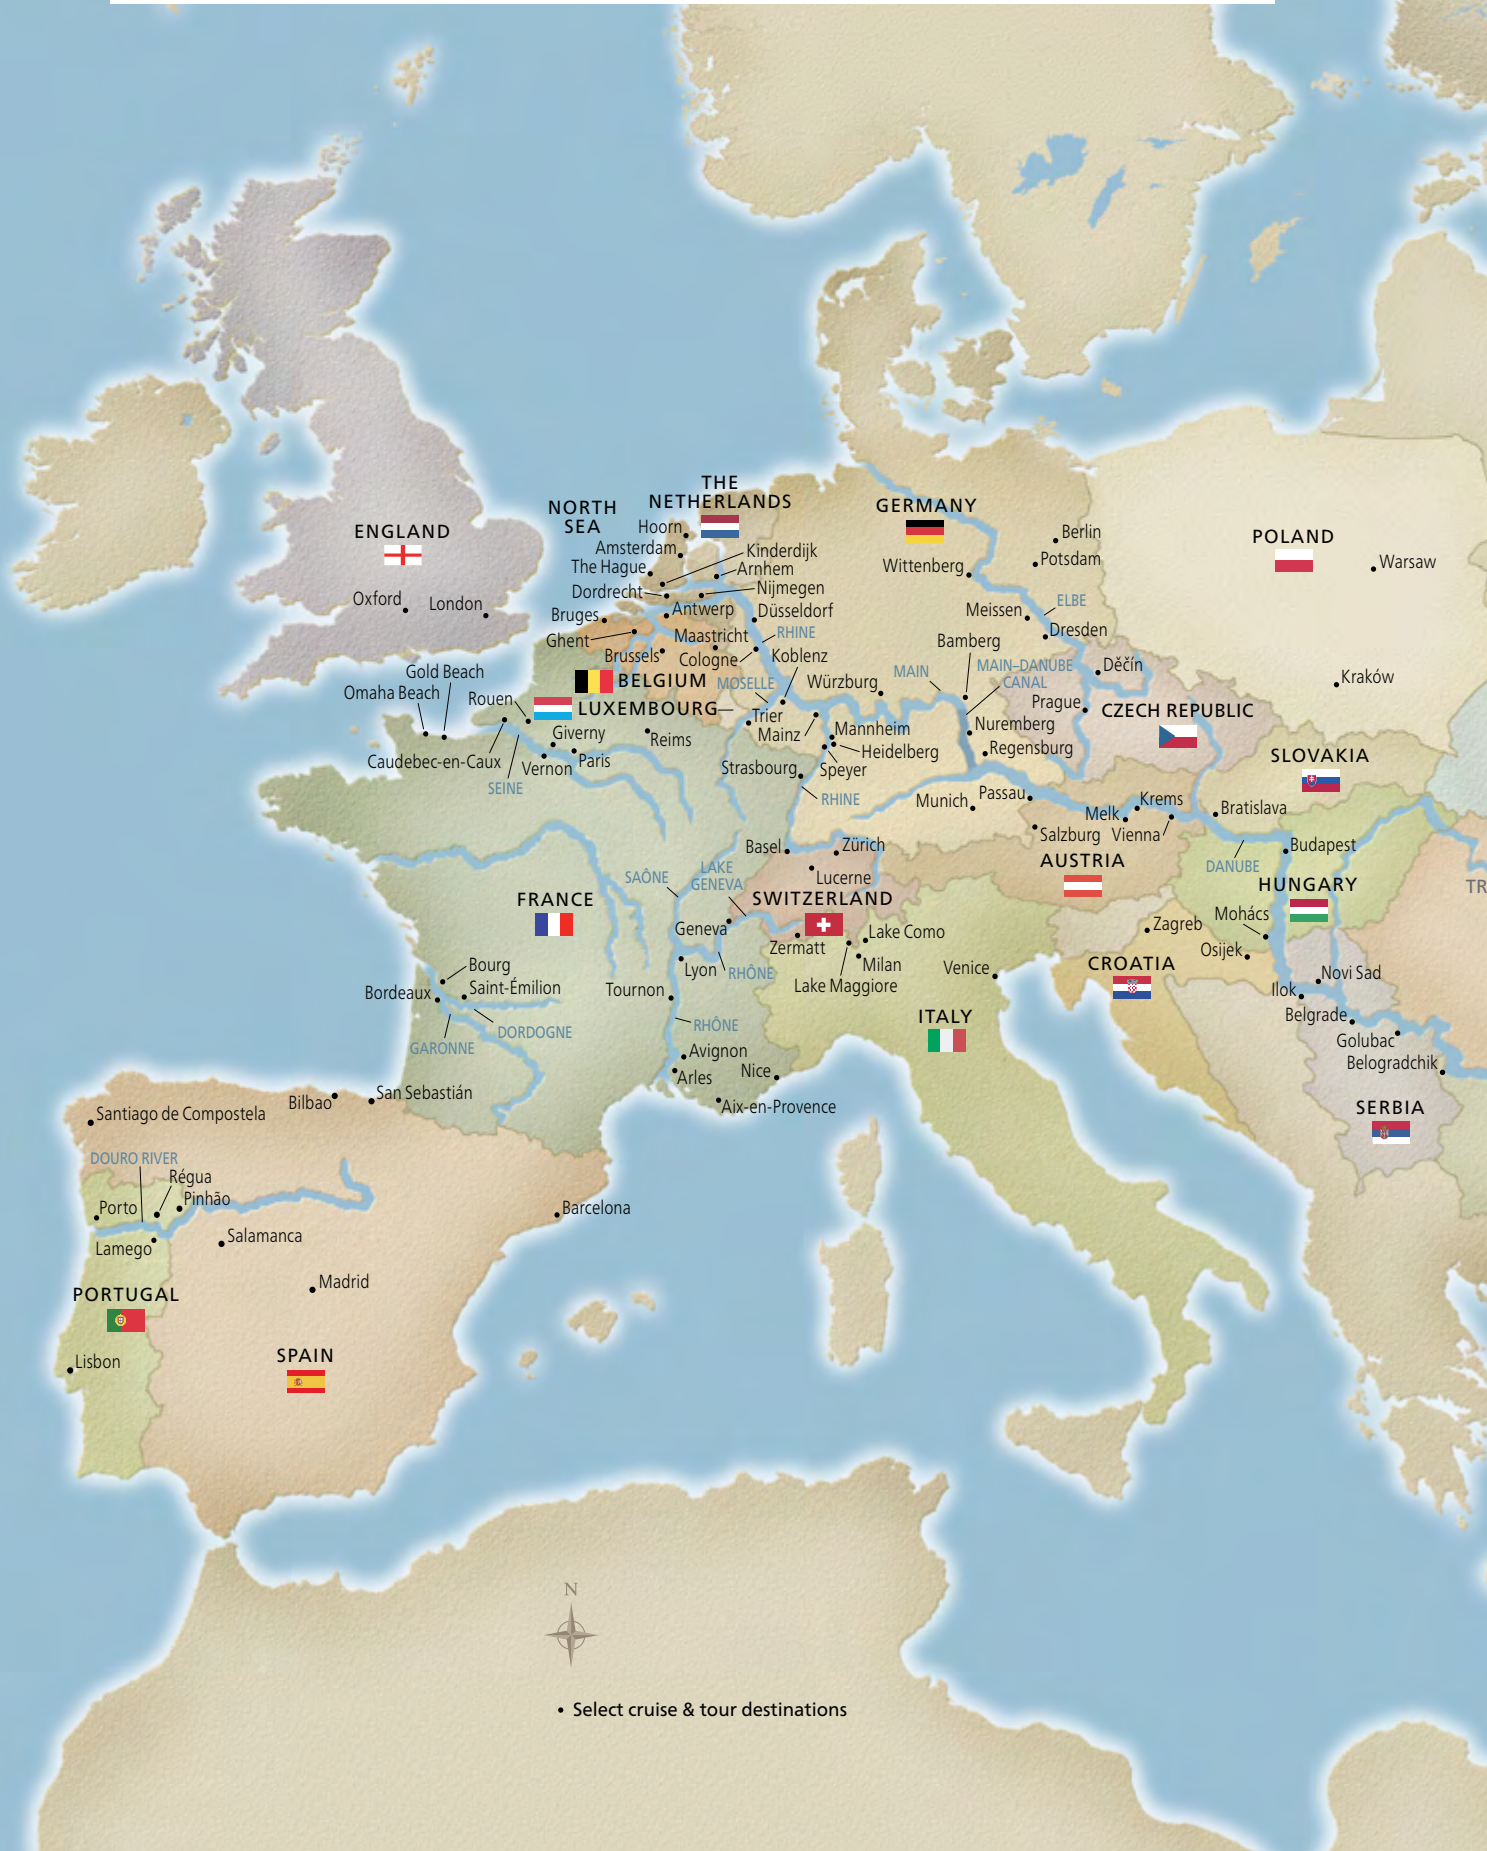 THE
NETHERLANDS
NORTH
SEA
GERMANY
ENGLAND
POLAND
Hoorn
Amsterdam
The Hague
Kinderdijk
Arnhem
Dordrecht
Nijmegen
Berlin
Potsdam
Wittenberg
Warsaw
Oxford
London
Bruges
Antwerp
Düsseldorf
Meissen
ELBE
Dresden
Ghent
Maastricht
RHINE
Bamberg
Brussels
Cologne
Koblenz
Gold Beach
Omaha Beach
BELGIUM
MOSELLE
Würzburg
MAIN
MAIN–DANUBE
CANAL
Děčín
Kraków
Rouen
LUXEMBOURG
Prague
CZECH REPUBLIC
Trier
Mainz
Giverny
Reims
Mannheim
Heidelberg
Nuremberg
Regensburg
Caudebec-en-Caux
Vernon
Paris
Strasbourg
Speyer
SLOVAKIA
SEINE
RHINE
Munich
Passau
Melk
Krems
Bratislava
Salzburg
Vienna
Basel
Zürich
Budapest
AUSTRIA
DANUBE
SAÔNE
LAKE
GENEVA
Lucerne
HUNGARY
TR
FRANCE
SWITZERLAND
Geneva
Zermatt
Lake Como
Zagreb
Mohács
Osijek
Lyon
RHÔNE
Milan
Lake Maggiore
Venice
CROATIA
Novi Sad
Ilok
Bourg
Saint-Émilion
Bordeaux
Tournon
Belgrade
ITALY
DORDOGNE
GARONNE
RHÔNE
Golubac
Avignon
Belogradchik
Arles
Nice
San Sebastián
Bilbao
Aix-en-Provence
SERBIA
Santiago de Compostela
DOURO RIVER
Régua
Pinhão
Porto
Barcelona
Lamego
Salamanca
Madrid
PORTUGAL
Lisbon
SPAIN
N
• Select cruise & tour destinations